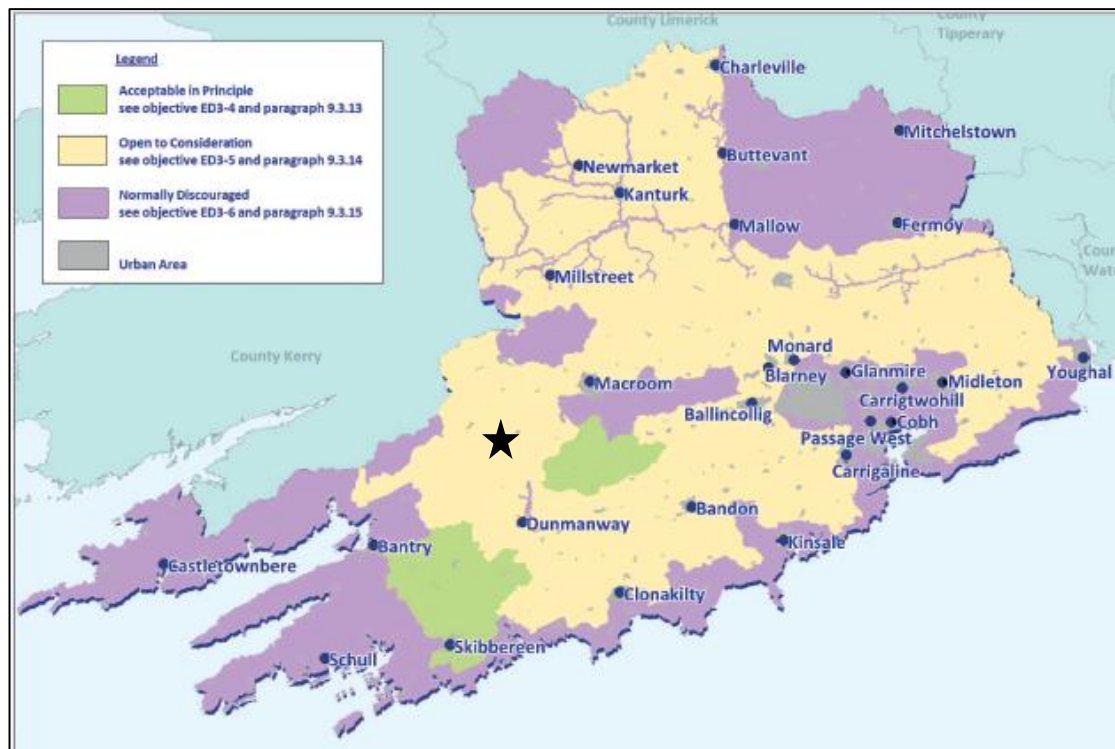 County Limerick
County
Tipperary
Legend
Acceptable in Principle
see objective ED3-4 and paragraph 9.3.13
Open to Consideration
see objective ED3-5 and paragraph 9.3.14
Normally Discouraged
see objective ED3-6 and paragraph 9.3.15
Urban Area
Charleville
Mitchelstown
Buttevant
Newmarket
Kanturk
Mallow
Fermoy
Coun
Wate
Millstreet
County Kerry
Monard
Blarney
Glanmire
Youghal
Macroom
Midleton
Carrigtwohill
Ballincollig
Cobh
Passage West
Carrigaline
Bandon
Dunmanway
Kinsale
Bantry
Castletownbere
Clonakilty
Skibbereen
Schull